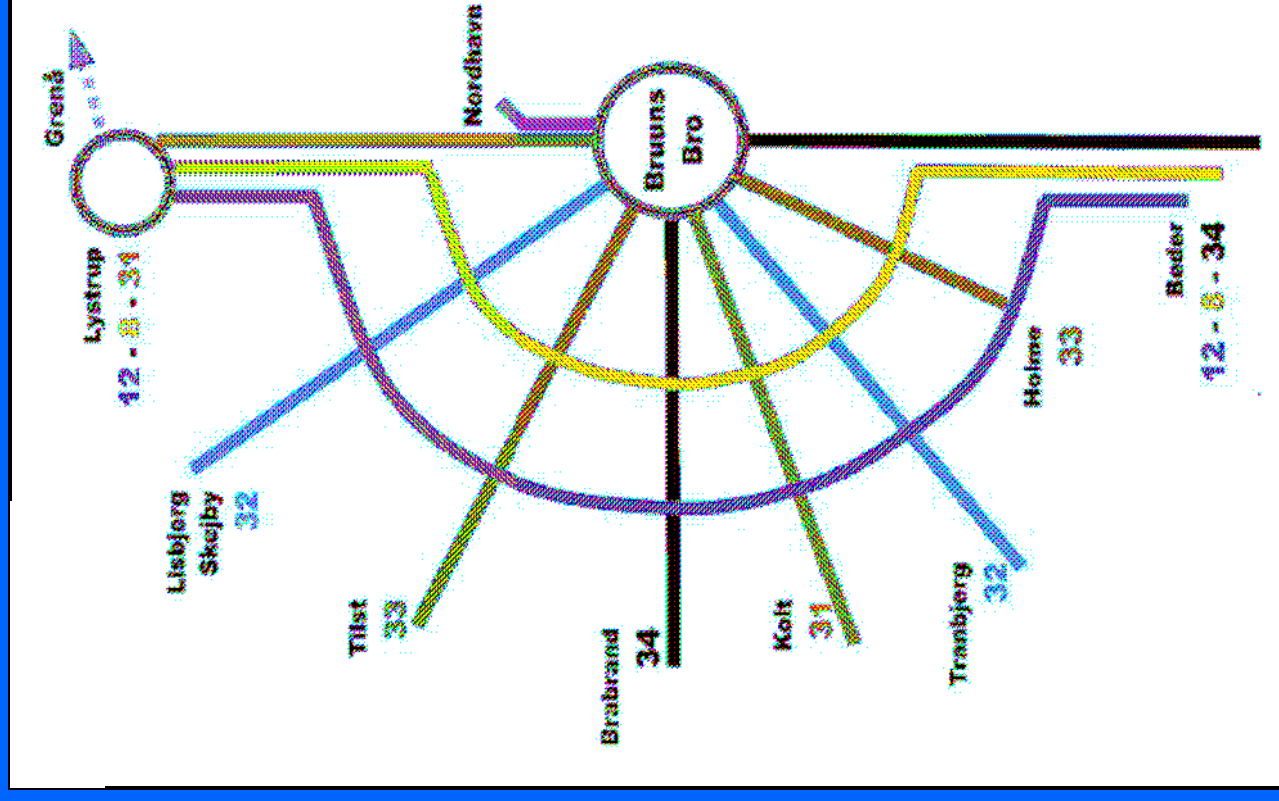 Grenå
Lystrup
12 - 8 - 31
Lisbjerg
Skejby
32
Tilst
33
Nordhavn
Bruuns
Bro
Brabrand
34
Kolt
31
Tranbjerg
32
Holme
33
Beder
12 - 8 - 34